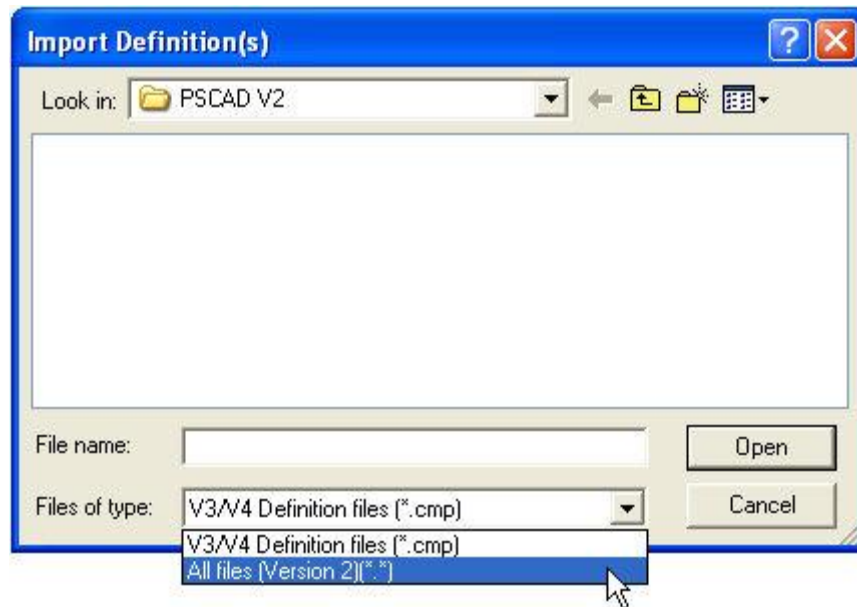 Import Definition(s)
Look in: PSCAD V2
File name:
Open
Files of type: V3/V4 Definition files (*.cmp)
Cancel
V3/V4 Definition files (*.cmp)
All files (Version 2)(*.*)